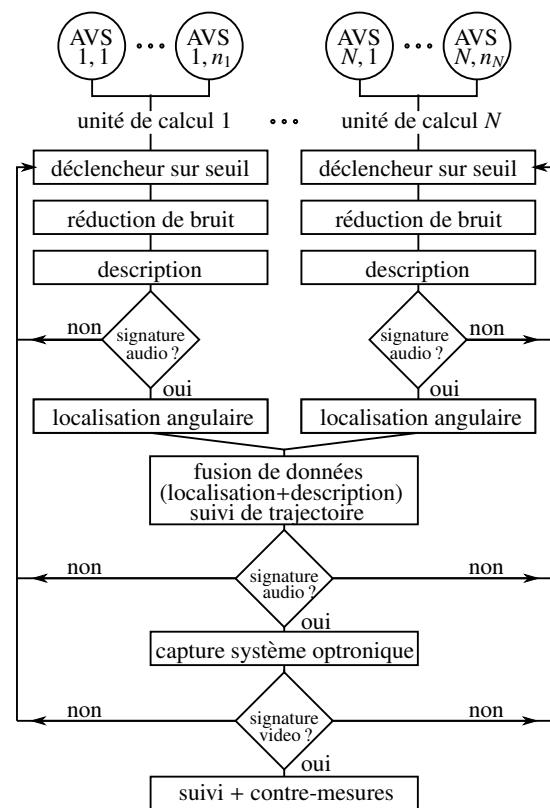 AVS 1, 1
AVS 1, n₁
AVS N, 1
AVS N, n_N
unité de calcul 1
unité de calcul N
déclencheur sur seuil
déclencheur sur seuil
réduction de bruit
réduction de bruit
description
description
non
signature
audio ?
signature
audio ?
non
oui
oui
localisation angulaire
localisation angulaire
fusion de données
(localisation+description)
suivi de trajectoire
non
signature
audio ?
non
oui
capture système optronique
non
signature
video ?
non
oui
suivi + contre-mesures